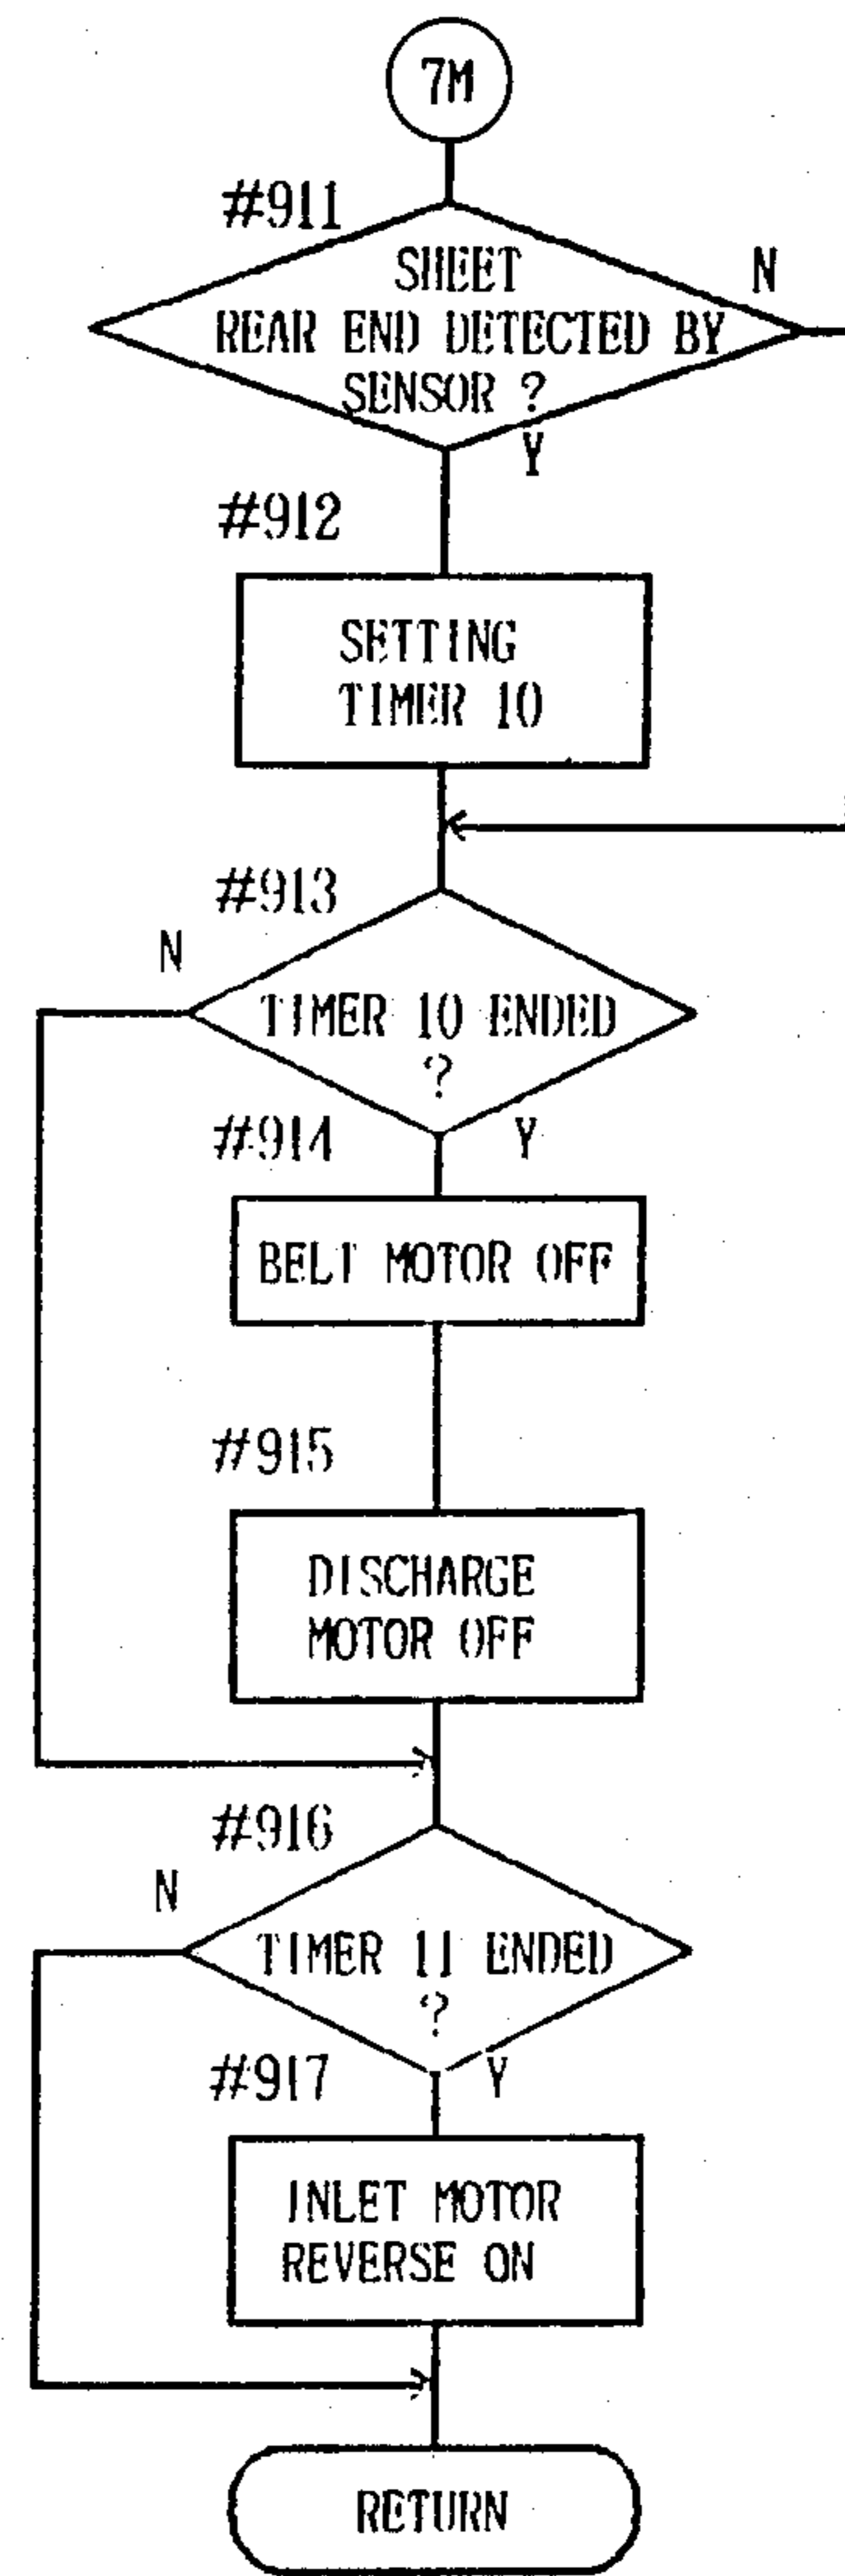 7M
#911
SHEET
N
REAR END DETECTED BY
SENSOR ?
Y
#912
SETTING
TIMER 10
#913
N
TIMER 10 ENDED
?
#914
Y
BELT MOTOR OFF
#915
DISCHARGE
MOTOR OFF
#916
N
TIMER 11 ENDED
?
#917
Y
INLET MOTOR
REVERSE ON
RETURN